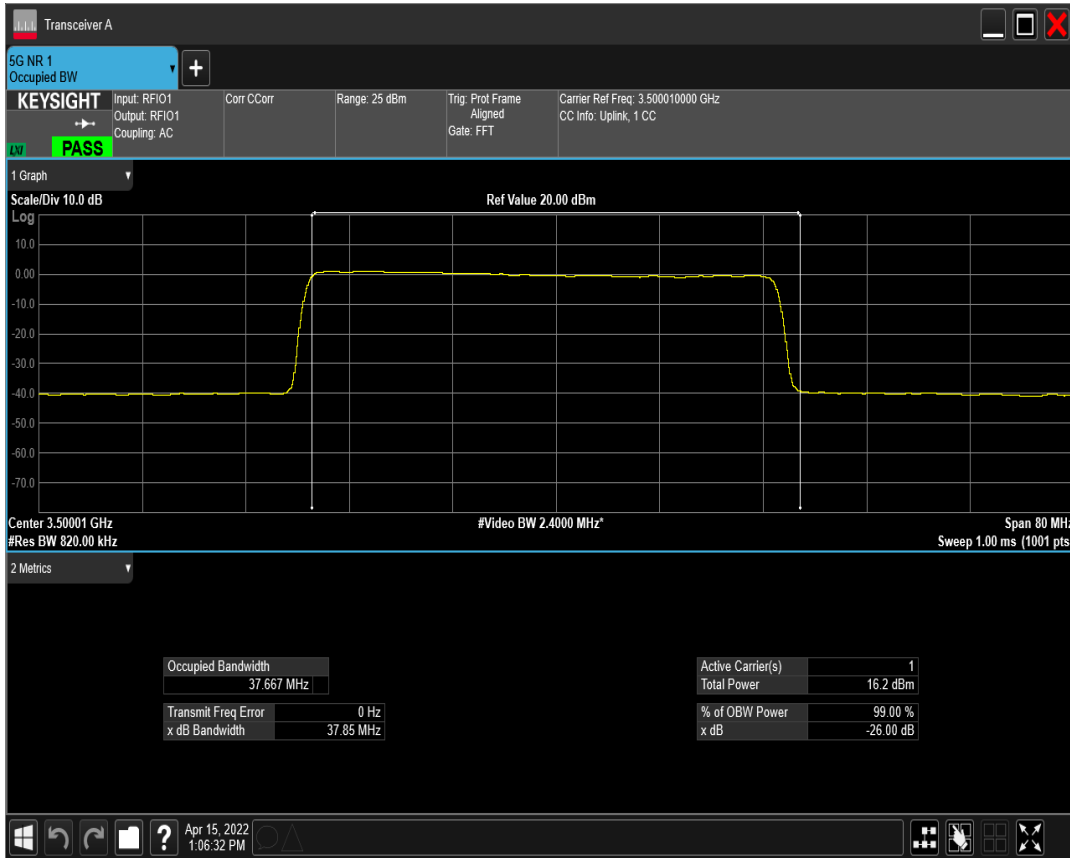 Transceiver A
5G NR 1
Occupied BW
+
KEYSIGHT
LXI
PASS
Input: RFIO1
Output: RFIO1
Coupling: AC
Corr CCorr
Range: 25 dBm
Trig: Prot Frame
Aligned
Gate: FFT
Carrier Ref Freq: 3.500010000 GHz
CC Info: Uplink, 1 CC
1 Graph
Scale/Div 10.0 dB
Ref Value 20.00 dBm
Log
10.0
0.00
-10.0
-20.0
-30.0
-40.0
-50.0
-60.0
-70.0
Center 3.50001 GHz
#Video BW 2.4000 MHz*
Span 80 MHz
#Res BW 820.00 kHz
Sweep 1.00 ms (1001 pts
2 Metrics
Occupied Bandwidth
37.667 MHz
Transmit Freq Error 0 Hz
x dB Bandwidth 37.85 MHz
Active Carrier(s) 1
Total Power 16.2 dBm
% of OBW Power 99.00 %
x dB -26.00 dB
?
Apr 15, 2022
1:06:32 PM